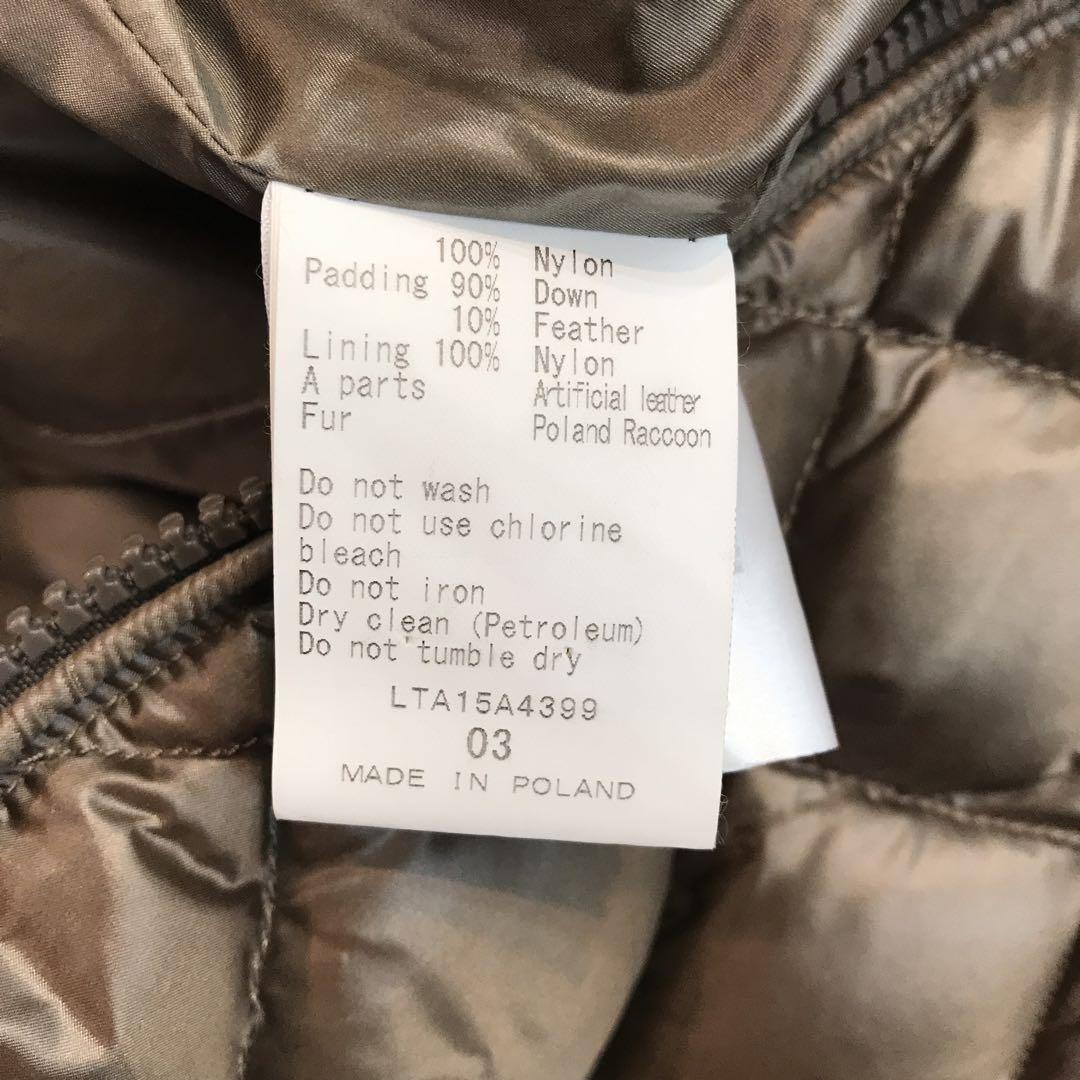 100% Nylon
Padding 90% Down
10% Feather
Lining 100% Nylon
A parts Artificial leather
Fur Poland Raccoon
Do not wash
Do not use chlorine
bleach
Do not iron
Dry clean (Petroleum)
Do not tumble dry
LTA15A4399
03
MADE IN POLAND